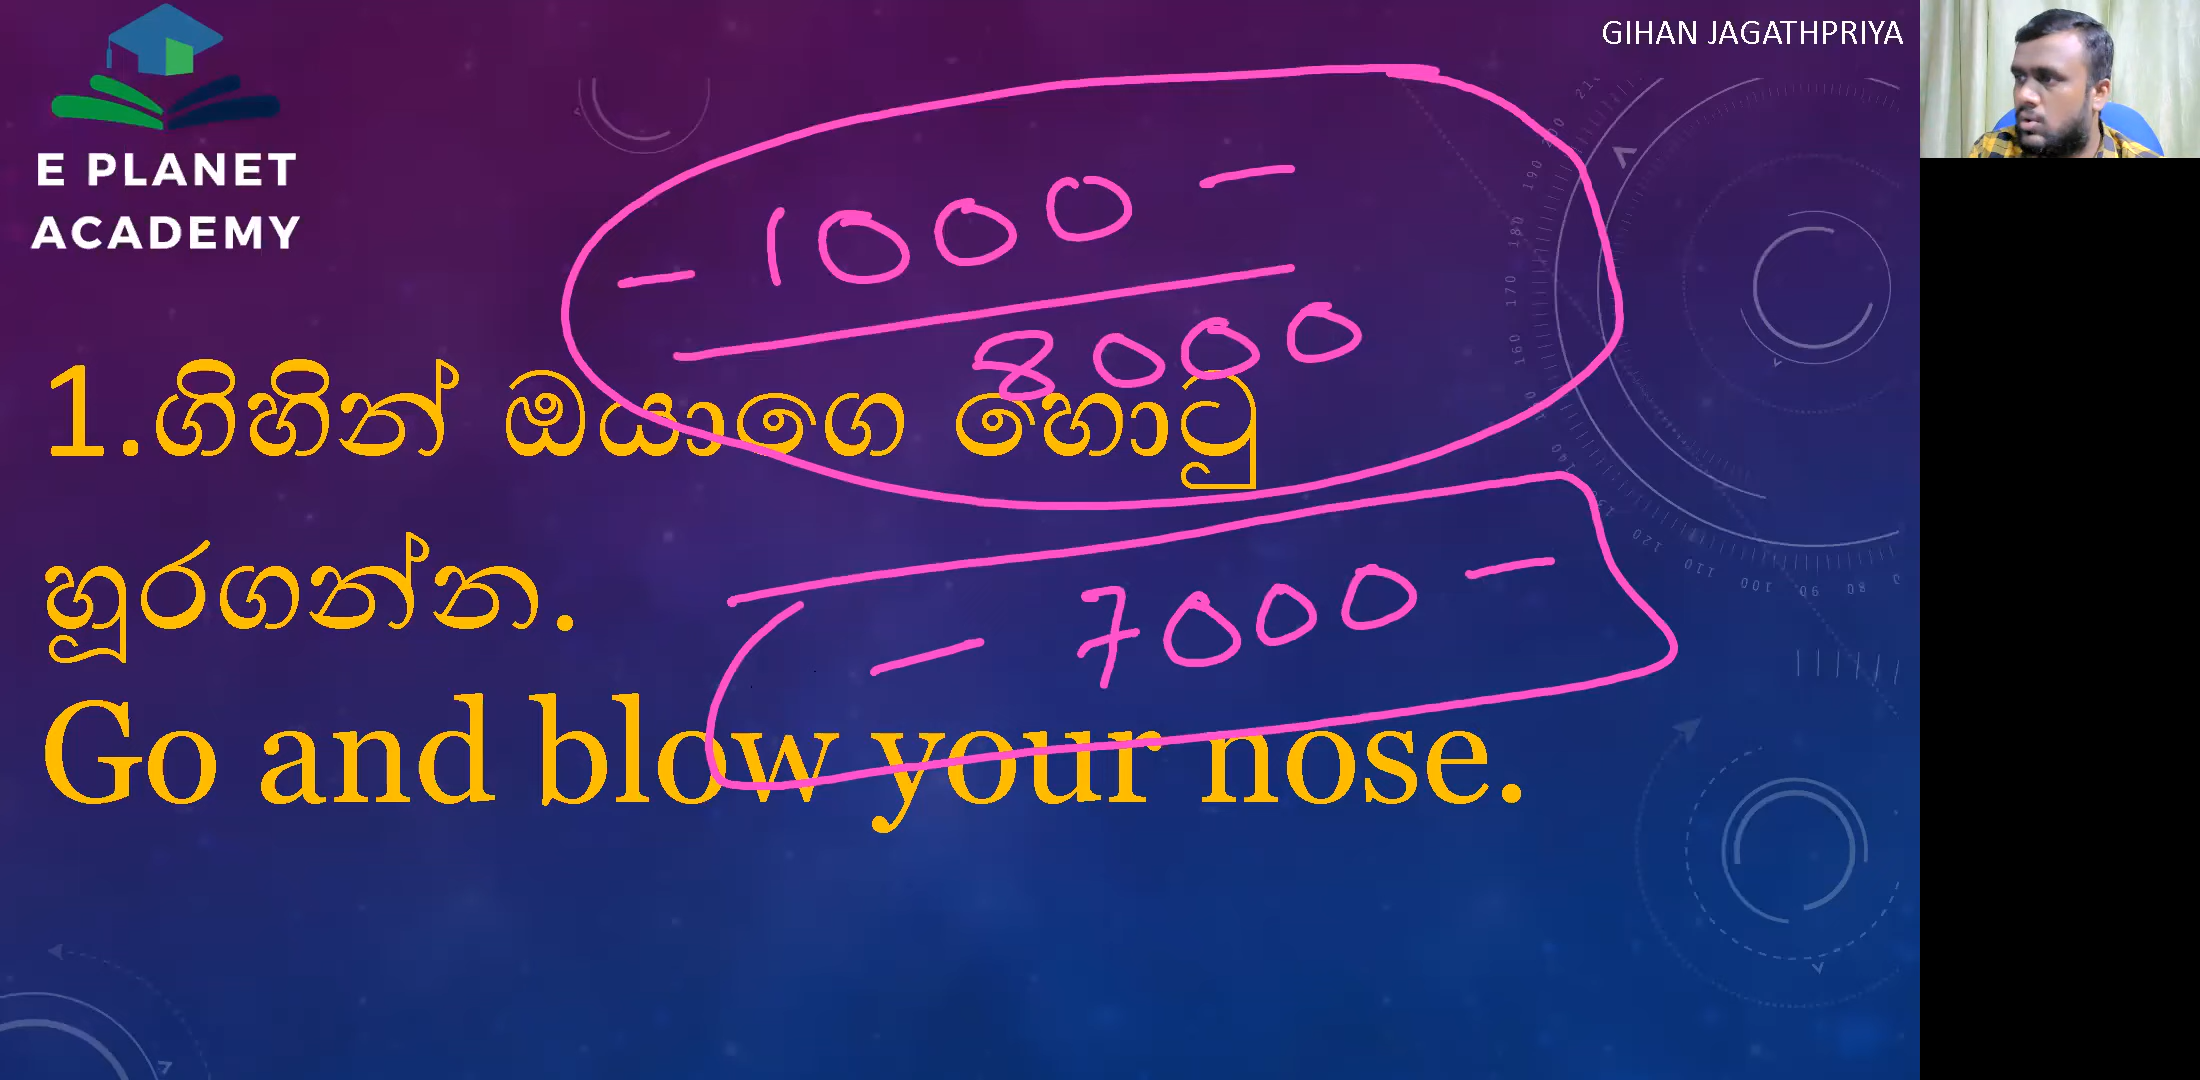 GIHAN JAGATHPRIYA
E PLANET
ACADEMY
- 1000 -
8000
1.ගිහින් ඔයාගෙ හොටු
හූරගන්න.
- 7000 -
Go and blow your nose.